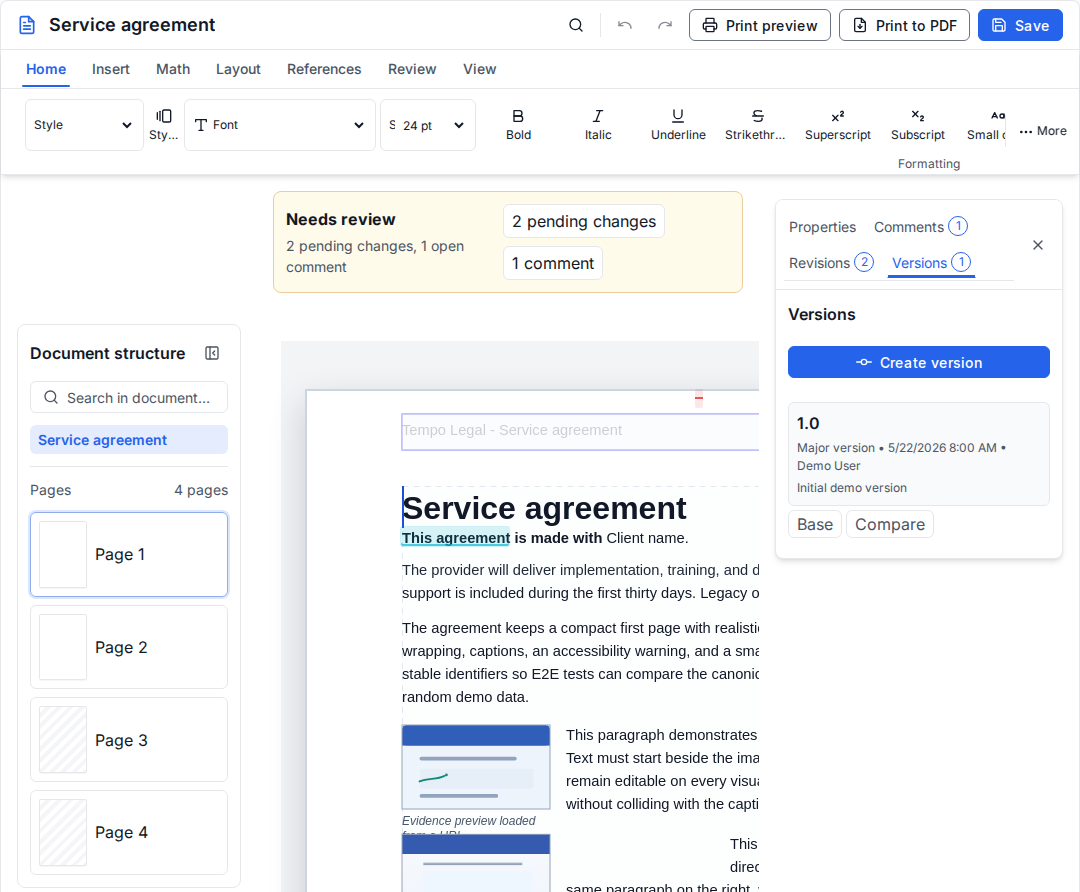 Service agreement
Print preview
Print to PDF
Save
Home
Insert
Math
Layout
References
Review
View
Style
Sty...
Font
S
24 pt
Bold
Italic
Underline
Strikethr...
Superscript
Subscript
Small
More
Formatting
Needs review
2 pending changes, 1 open
comment
2 pending changes
1 comment
Properties
Comments 1
Revisions 2
Versions 1
Versions
Create version
1.0
Major version • 5/22/2026 8:00 AM •
Demo User
Initial demo version
Base
Compare
Document structure
Search in document...
Service agreement
Pages
4 pages
Page 1
Page 2
Page 3
Page 4
Tempo Legal - Service agreement
Service agreement
This agreement is made with Client name.
The provider will deliver implementation, training, and
support is included during the first thirty days. Legacy
The agreement keeps a compact first page with
wrapping, captions, an accessibility warning, and a
stable identifiers so E2E tests can compare the
random demo data.
This paragraph demonstrates
Text must start beside the
remain editable on every
without colliding with the
Evidence preview loaded
from a URL
This
same paragraph on the right,